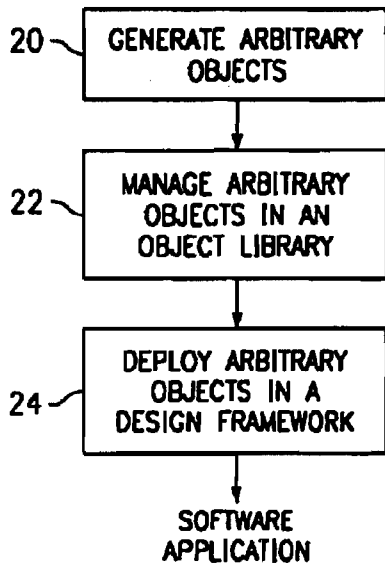 20
GENERATE ARBITRARY
OBJECTS
22
MANAGE ARBITRARY
OBJECTS IN AN
OBJECT LIBRARY
24
DEPLOY ARBITRARY
OBJECTS IN A
DESIGN FRAMEWORK
SOFTWARE
APPLICATION